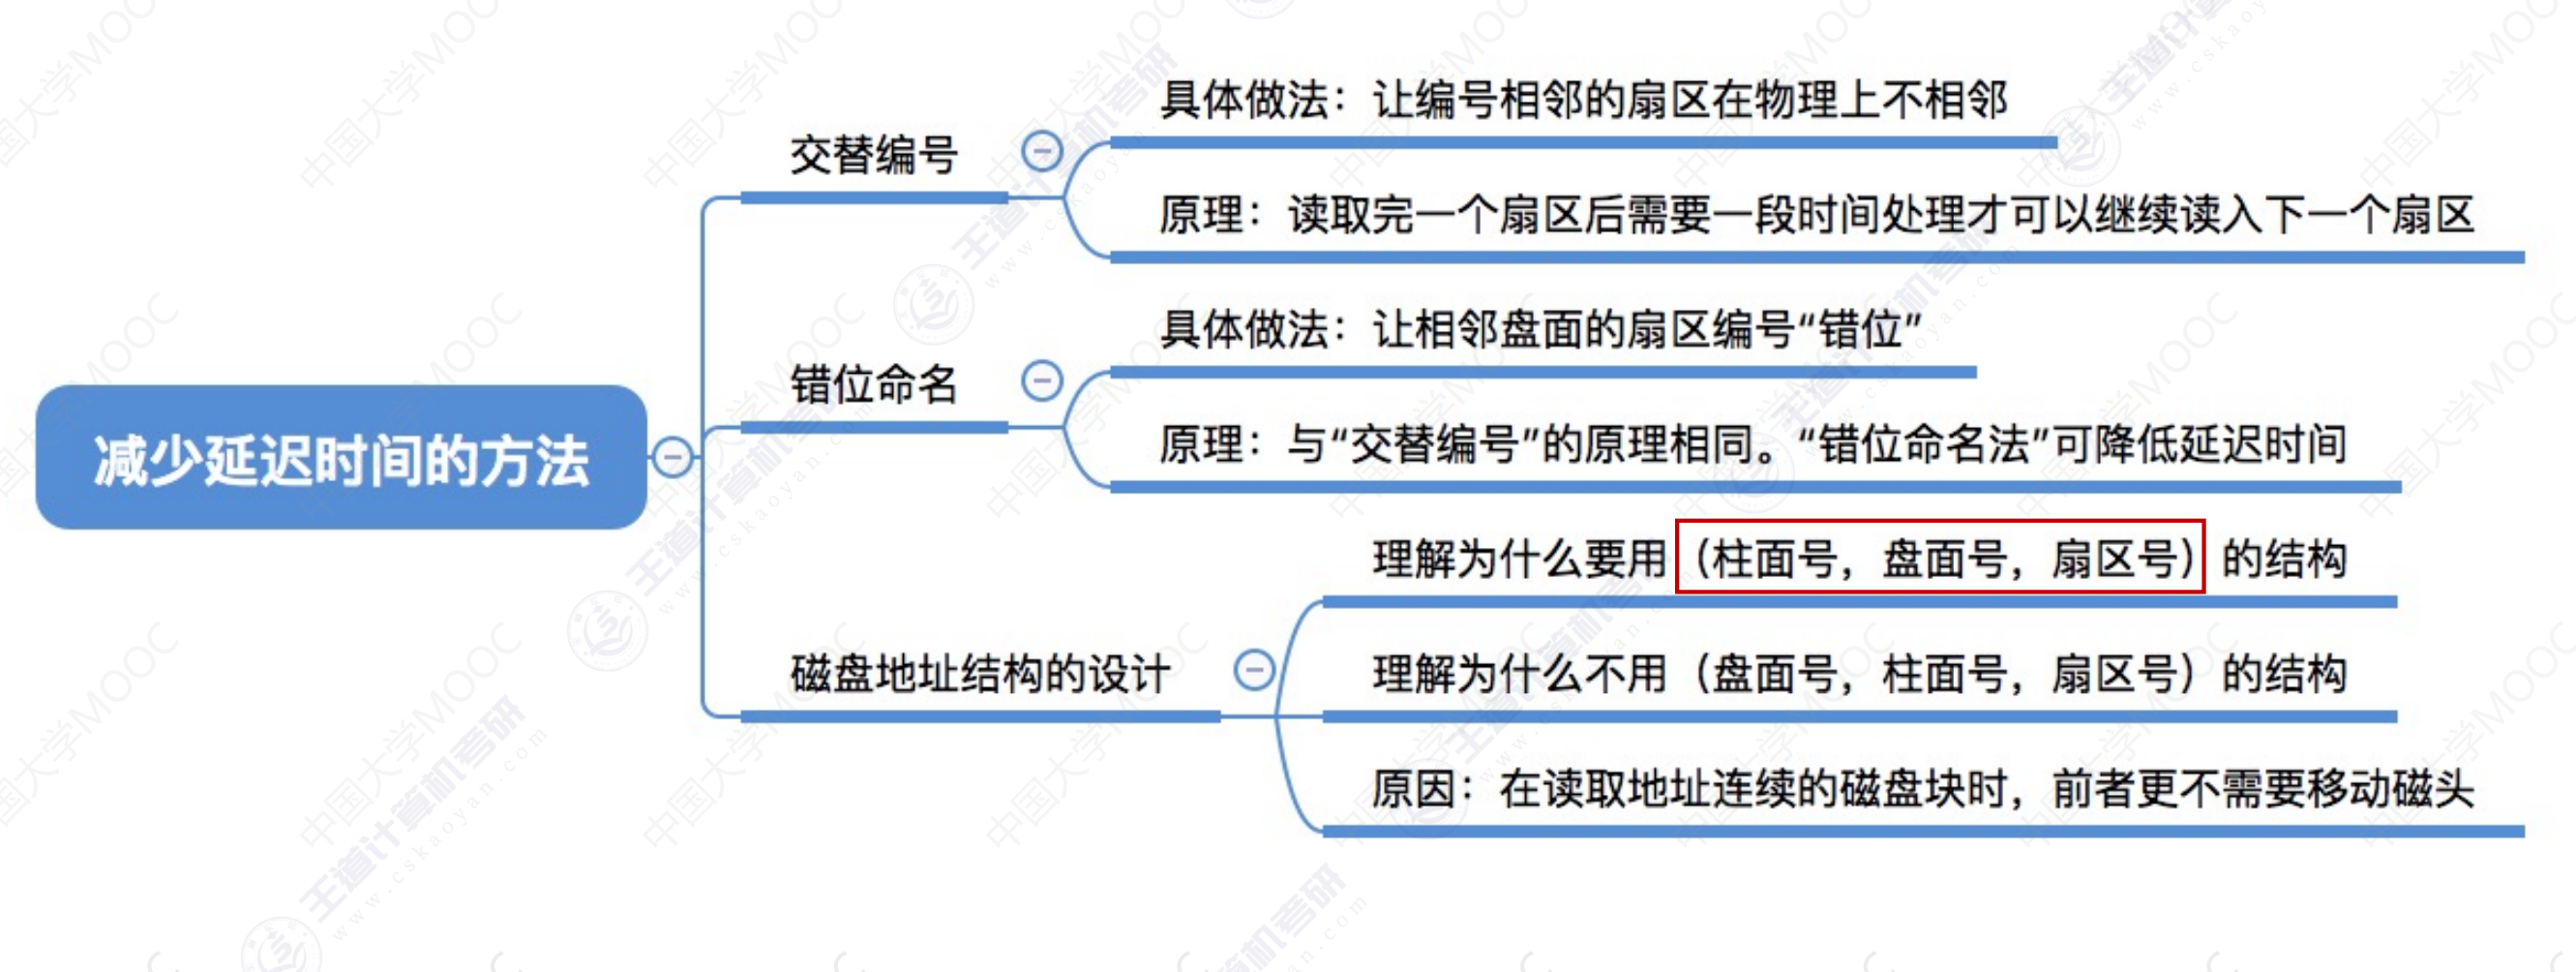 减少延迟时间的方法
交替编号
具体做法：让编号相邻的扇区在物理上不相邻
原理：读取完一个扇区后需要一段时间处理才可以继续读入下一个扇区
错位命名
具体做法：让相邻盘面的扇区编号“错位”
原理：与“交替编号”的原理相同。“错位命名法”可降低延迟时间
磁盘地址结构的设计
理解为什么要用（柱面号，盘面号，扇区号）的结构
理解为什么不用（盘面号，柱面号，扇区号）的结构
原因：在读取地址连续的磁盘块时，前者更不需要移动磁头
中国大学MOOC
王道计算机考研
www.cskaoyan.com